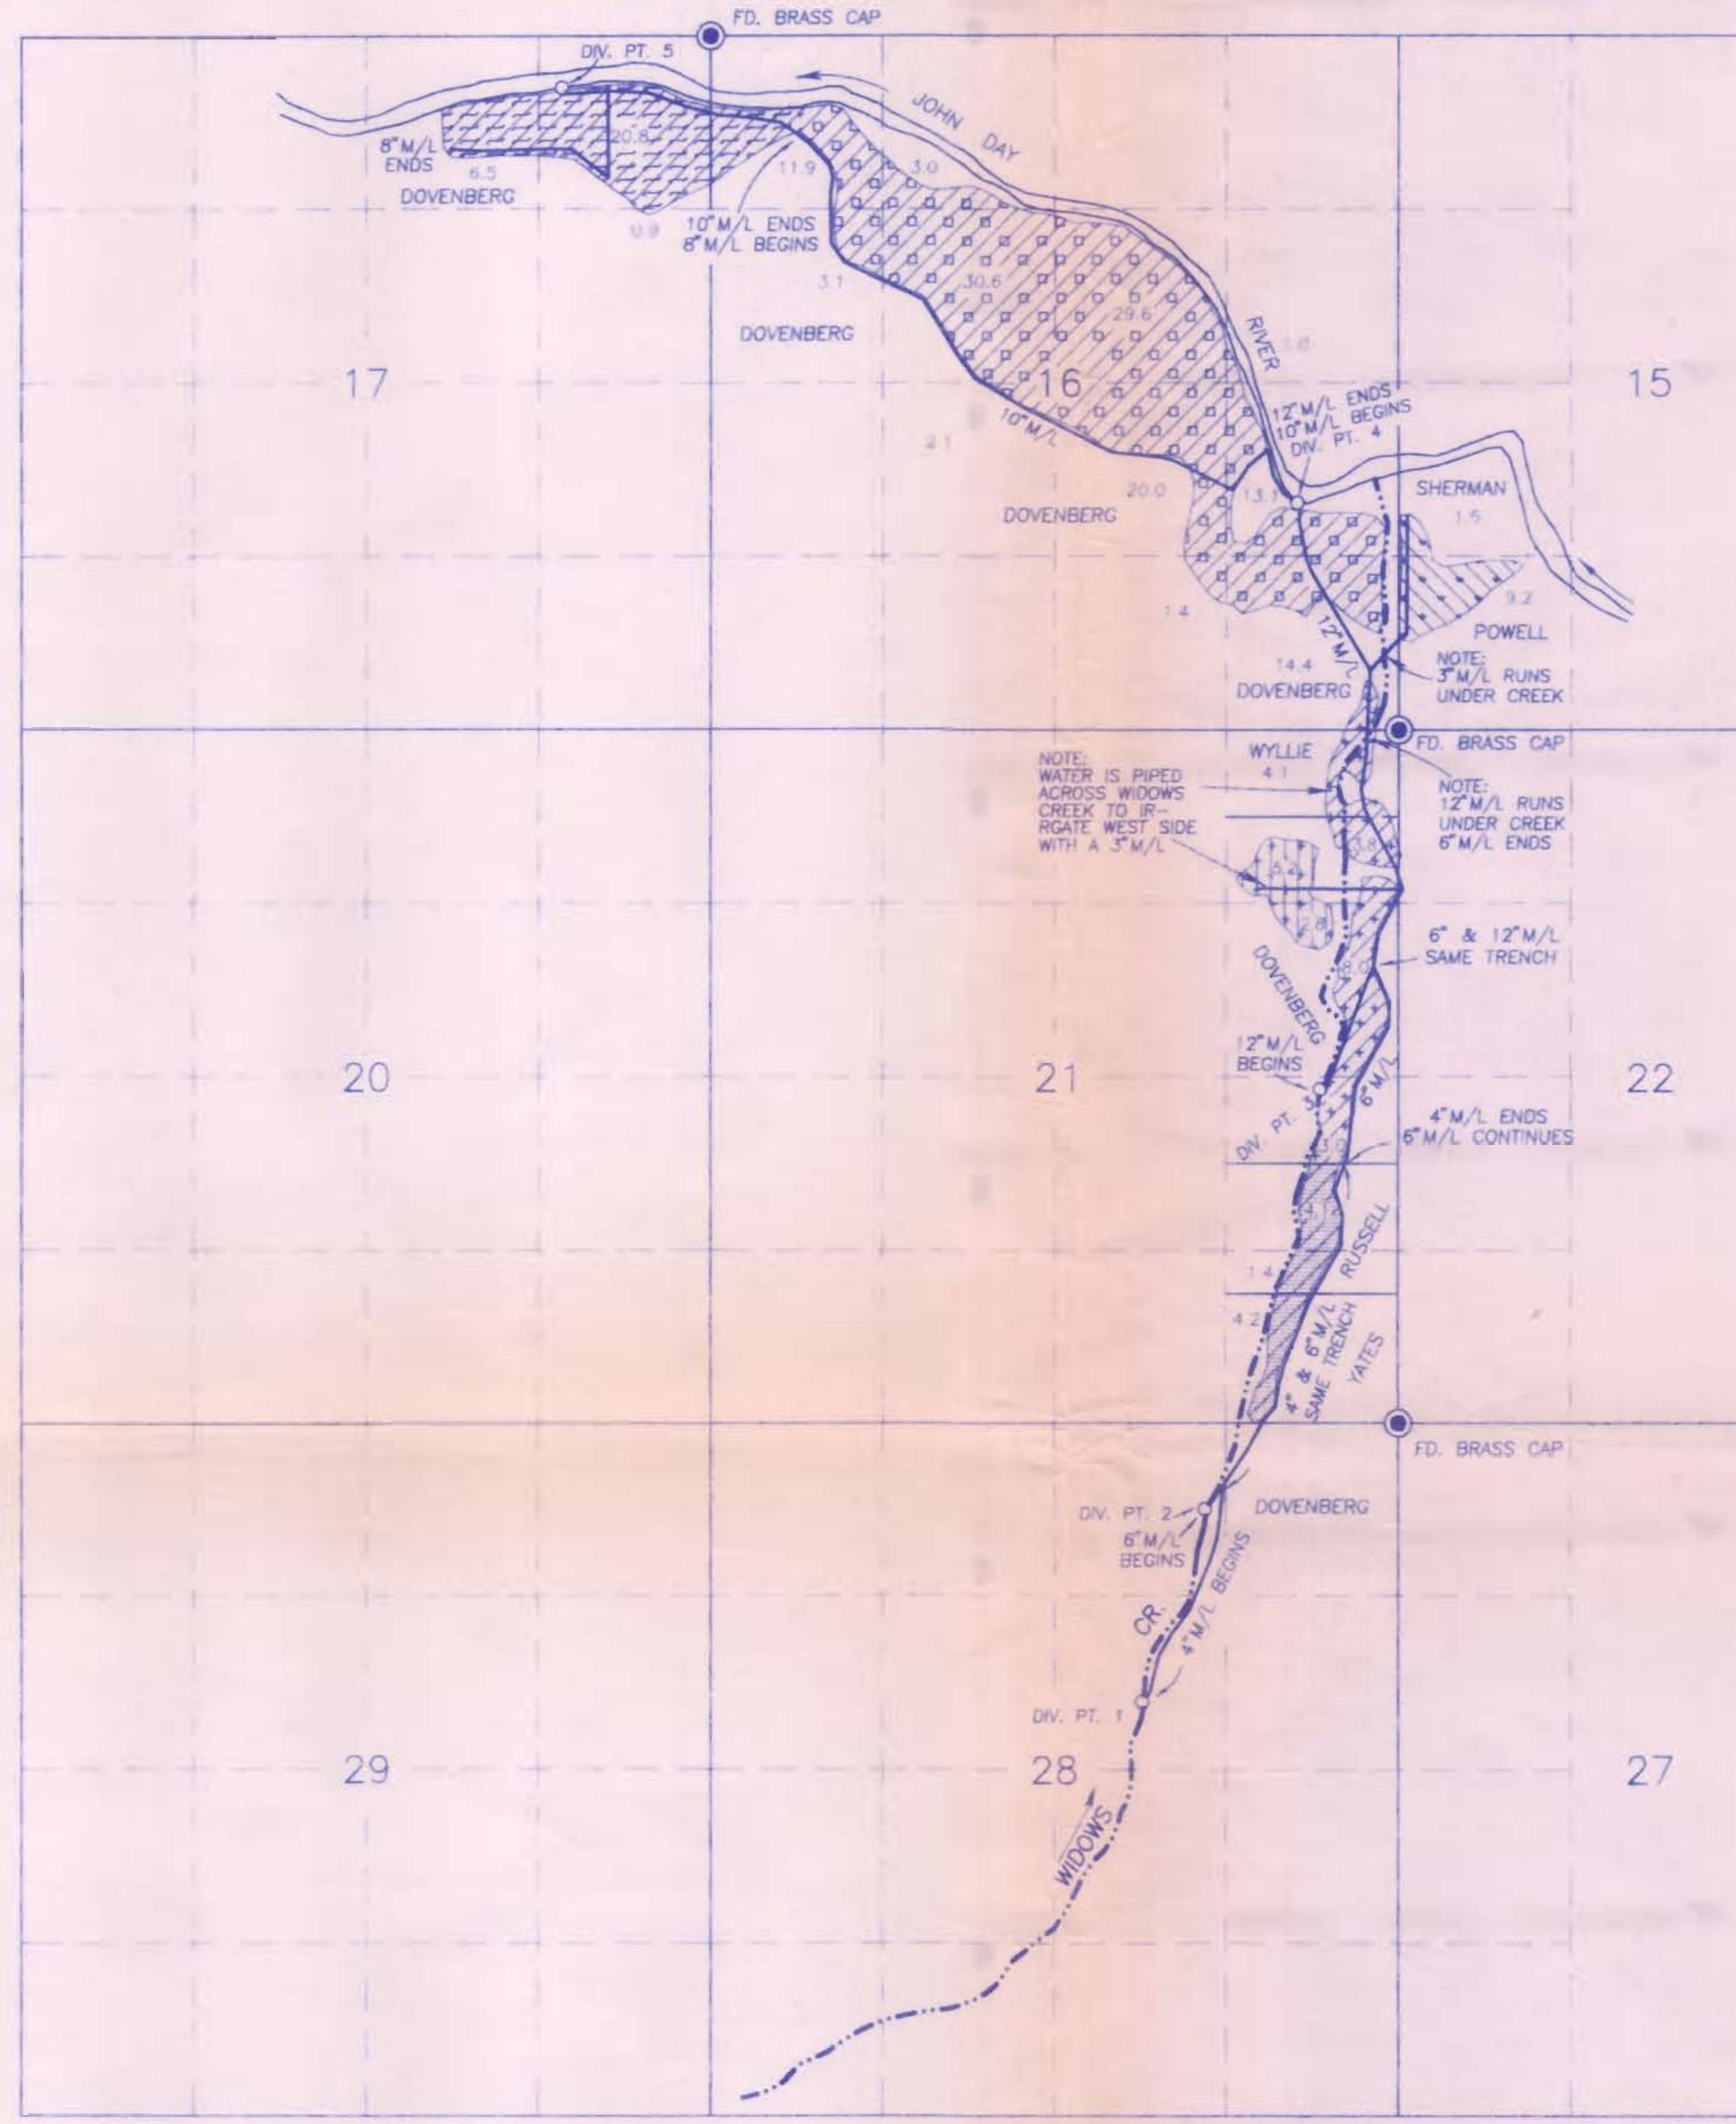 FD. BRASS CAP
DIV. PT. 5
JOHN DAY
RIVER
8" M/L
ENDS
20.8
6.5
DOVENBERG
11.9
3.0
10" M/L ENDS
8" M/L BEGINS
3.1
30.6
29.6
DOVENBERG
17
16
15
12" M/L ENDS
10" M/L BEGINS
DIV. PT. 4
10" M/L
20.0
13.1
SHERMAN
DOVENBERG
1.4
9.2
POWELL
12" M/L
14.4
DOVENBERG
NOTE:
3" M/L RUNS
UNDER CREEK
FD. BRASS CAP
WYLLIE
4.1
NOTE:
WATER IS PIPED
ACROSS WIDOWS
CREEK TO IR-
RGATE WEST SIDE
WITH A 3" M/L
NOTE:
12" M/L RUNS
UNDER CREEK
6" M/L ENDS
3.8
5.2
2.8
6" & 12" M/L
SAME TRENCH
DOVENBERG
12" M/L
BEGINS
20
21
22
DIV. PT. 3
6" M/L
4" M/L ENDS
6" M/L CONTINUES
RUSSELL
1.4
4.2
4" & 6" M/L
SAME TRENCH
YATES
FD. BRASS CAP
DIV. PT. 2
DOVENBERG
6" M/L
BEGINS
4" M/L BEGINS
CR.
DIV. PT. 1
29
28
27
WIDOWS